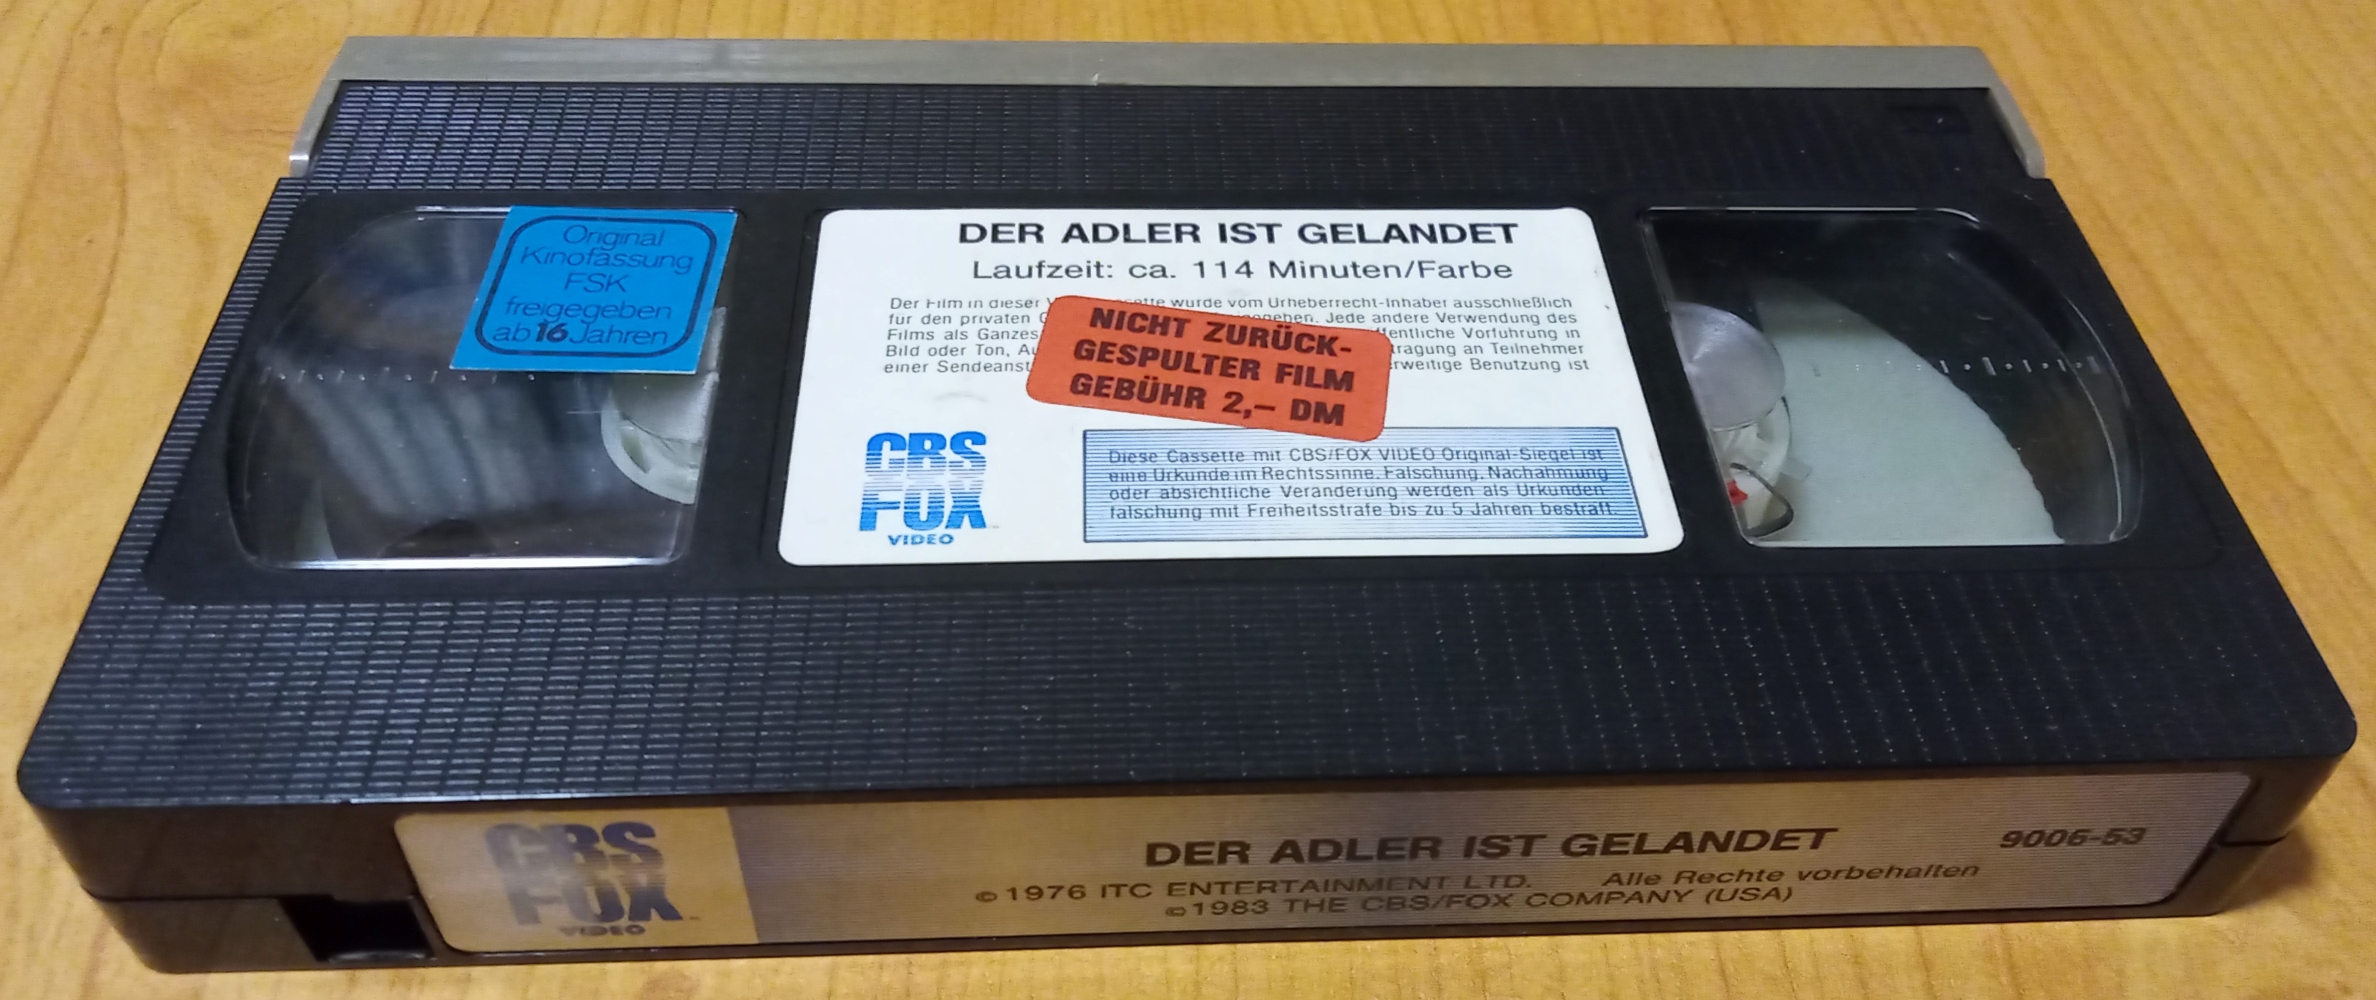 Original
Kinofassung
FSK
freigegeben
ab 16 Jahren
DER ADLER IST GELANDET
Laufzeit: ca. 114 Minuten/Farbe
Der Film in dieser wurde vom Urheberrecht-Inhaber ausschließlich
für den privaten Jede andere Verwendung des
Films als Ganzes Vorführung in
Bild oder Ton, an Teilnehmer
einer Benutzung ist
NICHT ZURÜCK-
GESPULTER FILM
GEBÜHR 2,– DM
CBS
FOX
VIDEO
Diese Cassette mit CBS/FOX VIDEO Original-Siegel ist
eine Urkunde im Rechtssinne. Fälschung, Nachahmung
oder absichtliche Veränderung werden als Urkunden-
fälschung mit Freiheitsstrafe bis zu 5 Jahren bestraft.
CBS
FOX
VIDEO
DER ADLER IST GELANDET 9006-53
© 1976 ITC ENTERTAINMENT LTD. Alle Rechte vorbehalten
© 1983 THE CBS/FOX COMPANY (USA)